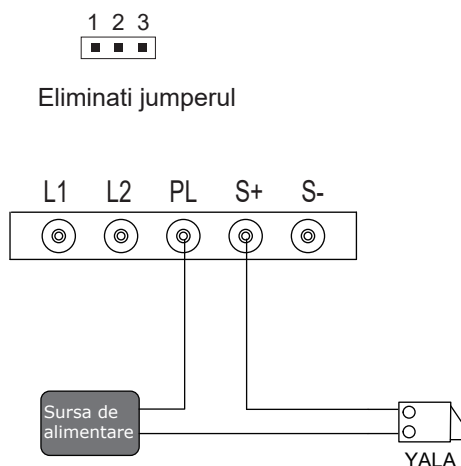 1 2 3
Eliminati jumperul
L1 L2 PL S+ S-
Sursa de
alimentare
YALA